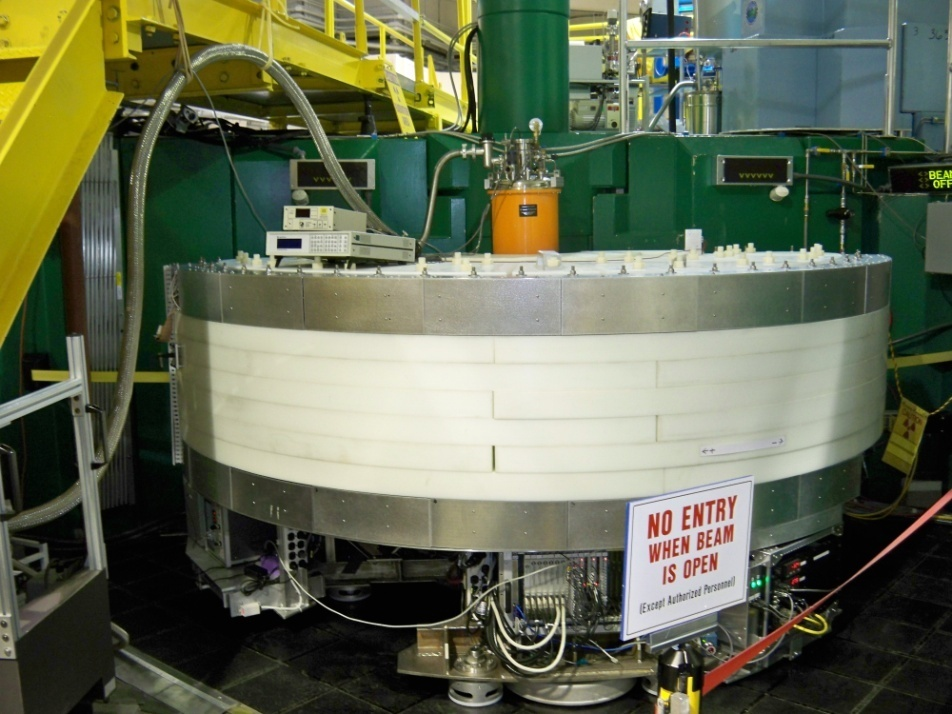 BEAM
OFF
NO ENTRY
WHEN BEAM
IS OPEN
(Except Authorized Personnel)